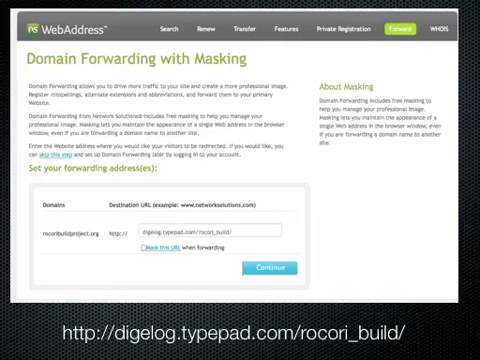 ns WebAddress™
Search Renew Transfer Features Private Registration Forward WHOIS
Domain Forwarding with Masking
Domain Forwarding allows you to drive more traffic to your site and create a more professional image.
Register misspellings, alternate extensions and abbreviations, and forward them to your primary
Website.
Domain Forwarding from Network Solutions® includes free masking to help you manage your
professional image. Masking lets you maintain the appearance of a single Web address in the browser
window, even if you are forwarding a domain name to another site.
Enter the Website address where you would like your visitors to be redirected. If you would like, you
can skip this step and set up Domain Forwarding later by logging in to your account.
Set your forwarding address(es):
Domains Destination URL (example: www.networksolutions.com)
rocoribuildproject.org http:// digelog.typepad.com/rocori_build/
Mask this URL when forwarding
Continue
About Masking
Domain Forwarding includes free masking to
help you manage your professional image.
Masking lets you maintain the appearance of a
single Web address in the browser window, even
if you are forwarding a domain name to another
site.
http://digelog.typepad.com/rocori_build/